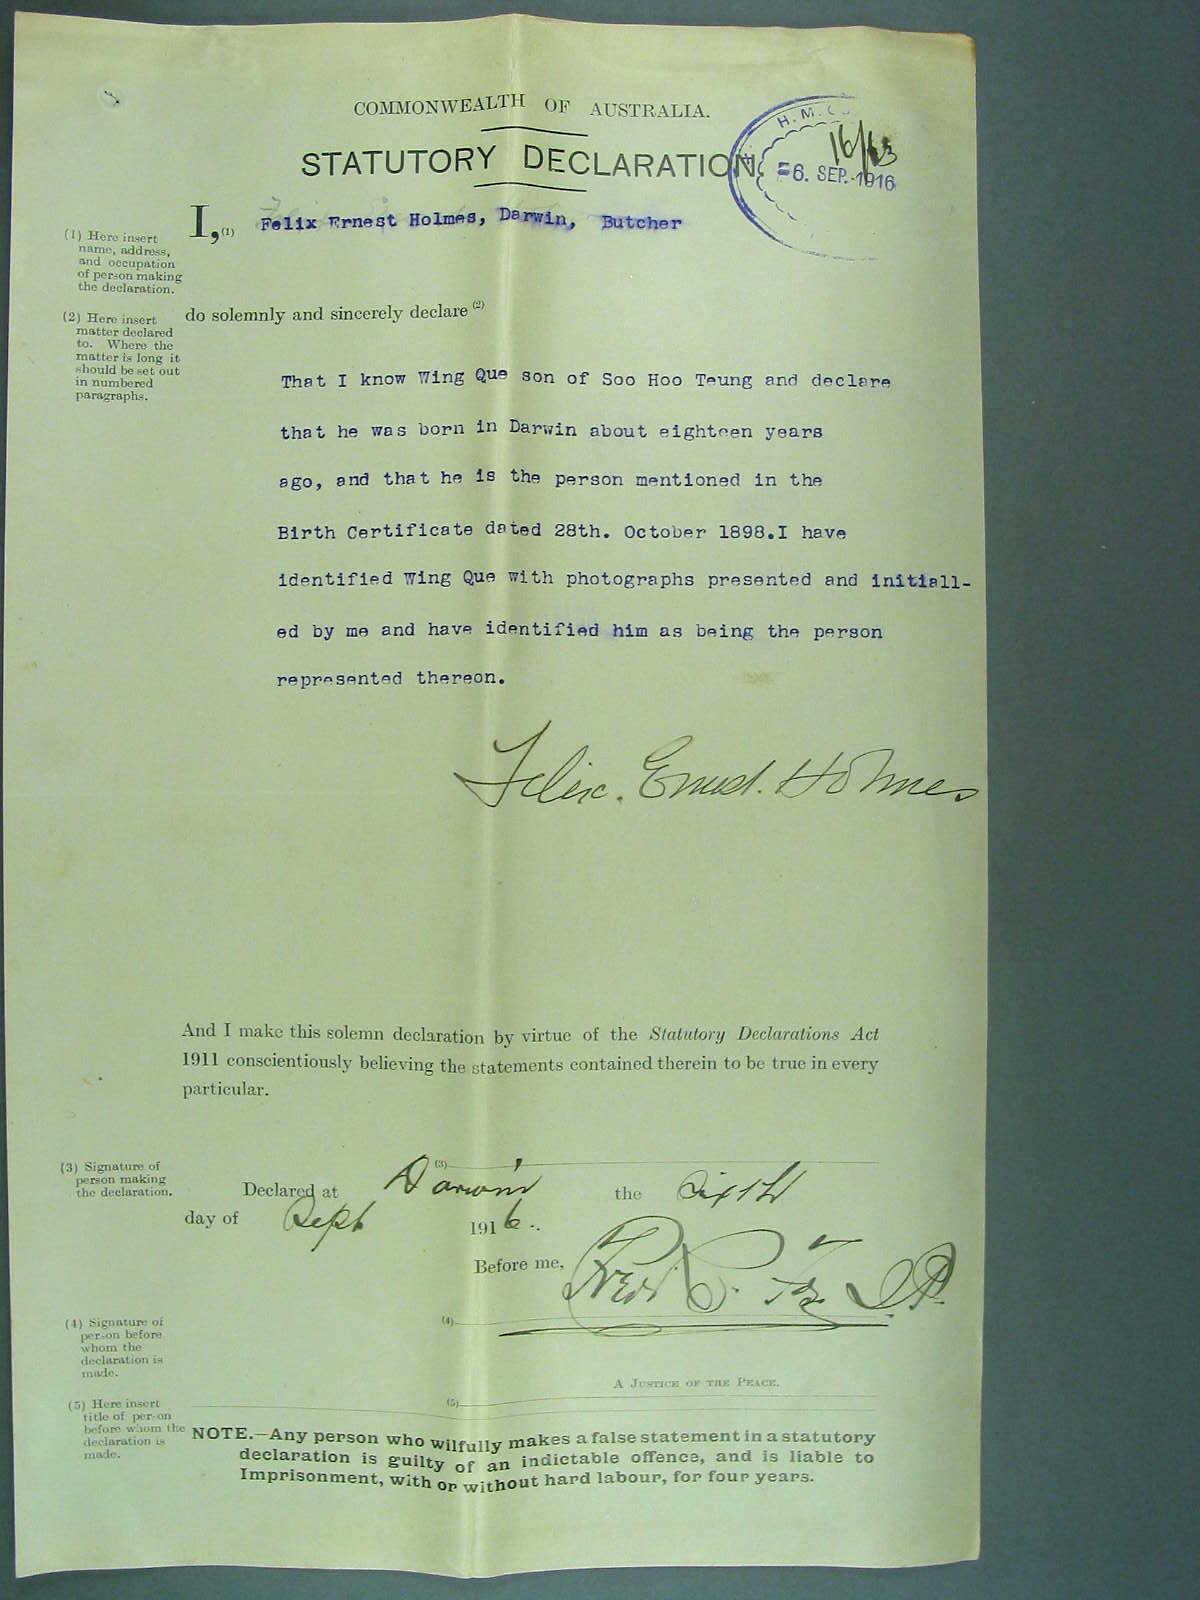 COMMONWEALTH OF AUSTRALIA.
STATUTORY DECLARATION.
H. M. C
16/63
-6. SEP. 1916
I, (1) Felix Ernest Holmes, Darwin, Butcher
(1) Here insert
name, address,
and occupation
of person making
the declaration.
do solemnly and sincerely declare (2)
(2) Here insert
matter declared
to. Where the
matter is long it
should be set out
in numbered
paragraphs.
That I know Wing Que son of Soo Hoo Teung and declare
that he was born in Darwin about eighteen years
ago, and that he is the person mentioned in the
Birth Certificate dated 28th. October 1898.I have
identified Wing Que with photographs presented and initiall-
ed by me and have identified him as being the person
represented thereon.
Felix. Ernest. Holmes
And I make this solemn declaration by virtue of the Statutory Declarations Act
1911 conscientiously believing the statements contained therein to be true in every
particular.
(3)
(3) Signature of
person making
the declaration.
Declared at Darwin the Sixth
day of Sept 1916.
Before me,
Fred J.P.
(4)
(4) Signature of
person before
whom the
declaration is
made.
A JUSTICE OF THE PEACE.
(5)
(5) Here insert
title of person
before whom the
declaration is
made.
NOTE.—Any person who wilfully makes a false statement in a statutory
declaration is guilty of an indictable offence, and is liable to
Imprisonment, with or without hard labour, for four years.